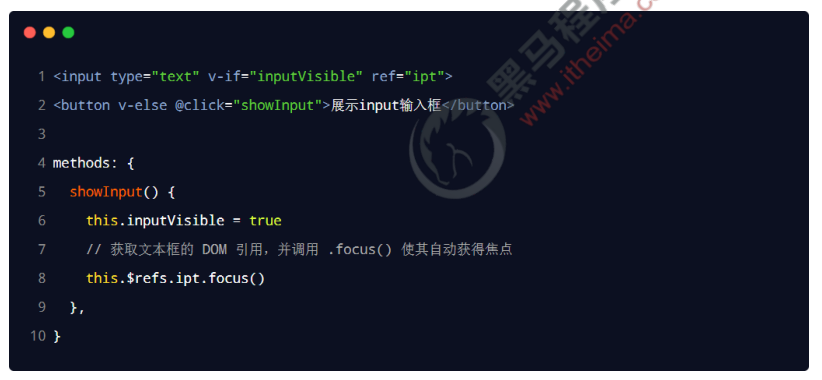 黑马程序
www.itheima.com
1 <input type="text" v-if="inputVisible" ref="ipt">
2 <button v-else @click="showInput">展示input输入框</button>
3
4 methods: {
5   showInput() {
6     this.inputVisible = true
7     // 获取文本框的 DOM 引用，并调用 .focus() 使其自动获得焦点
8     this.$refs.ipt.focus()
9   },
10 }